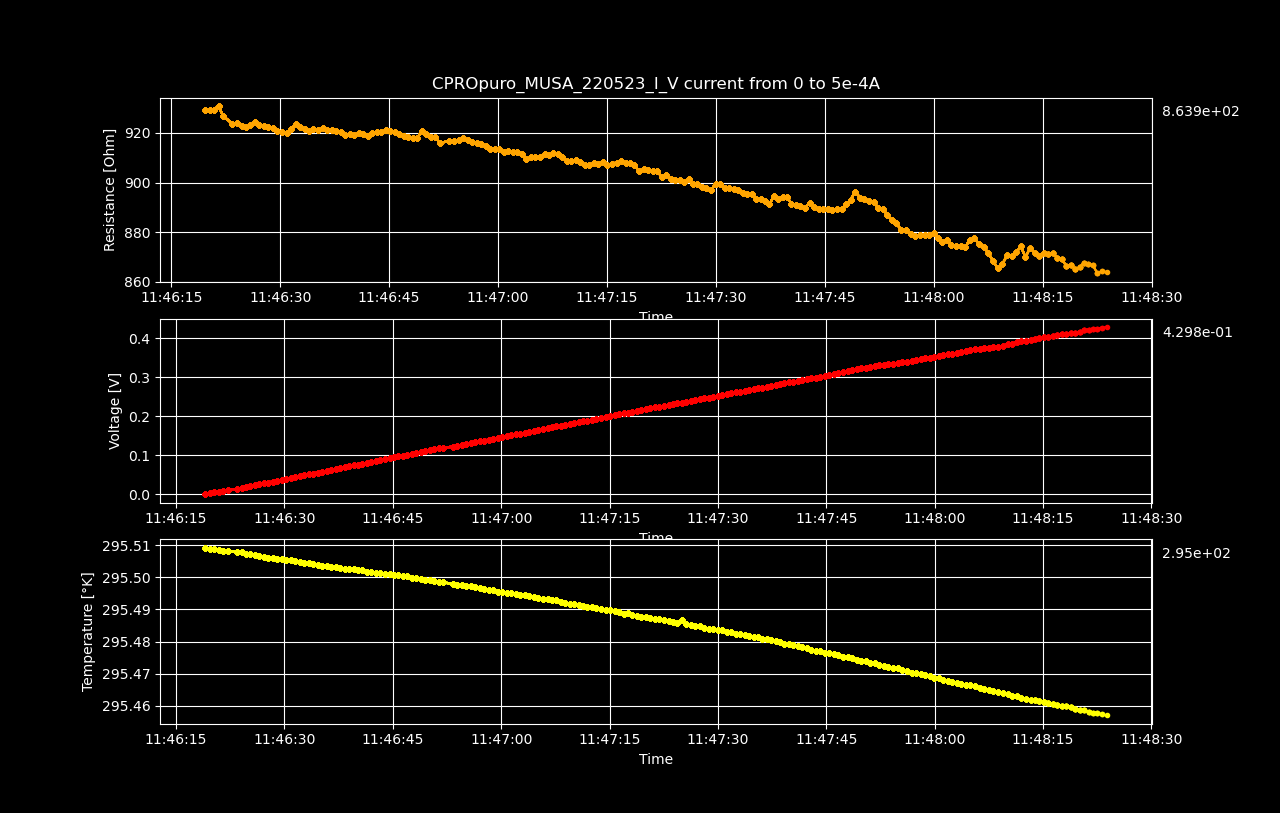 CPROpuro_MUSA_220523_I_V current from 0 to 5e-4A
8.639e+02
Resistance [Ohm]
920
900
880
860
11:46:15 11:46:30 11:46:45 11:47:00 11:47:15 11:47:30 11:47:45 11:48:00 11:48:15 11:48:30
Time
4.298e-01
Voltage [V]
0.4
0.3
0.2
0.1
0.0
11:46:15 11:46:30 11:46:45 11:47:00 11:47:15 11:47:30 11:47:45 11:48:00 11:48:15 11:48:30
Time
2.95e+02
Temperature [°K]
295.51
295.50
295.49
295.48
295.47
295.46
11:46:15 11:46:30 11:46:45 11:47:00 11:47:15 11:47:30 11:47:45 11:48:00 11:48:15 11:48:30
Time